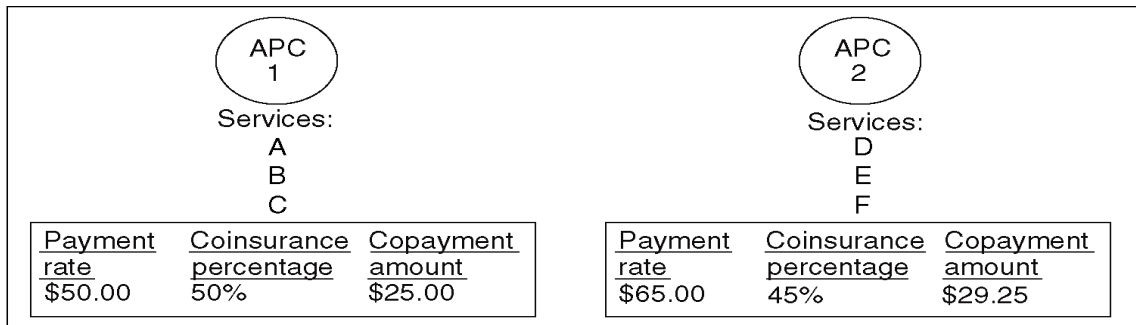 APC
1
Services:
A
B
C
Payment Coinsurance Copayment
rate percentage amount
$50.00 50% $25.00
APC
2
Services:
D
E
F
Payment Coinsurance Copayment
rate percentage amount
$65.00 45% $29.25